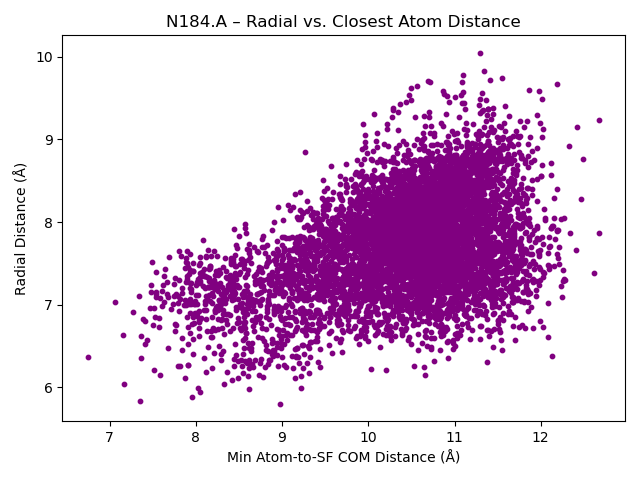 N184.A – Radial vs. Closest Atom Distance
Radial Distance (Å)
10
9
8
7
6
7 8 9 10 11 12
Min Atom-to-SF COM Distance (Å)